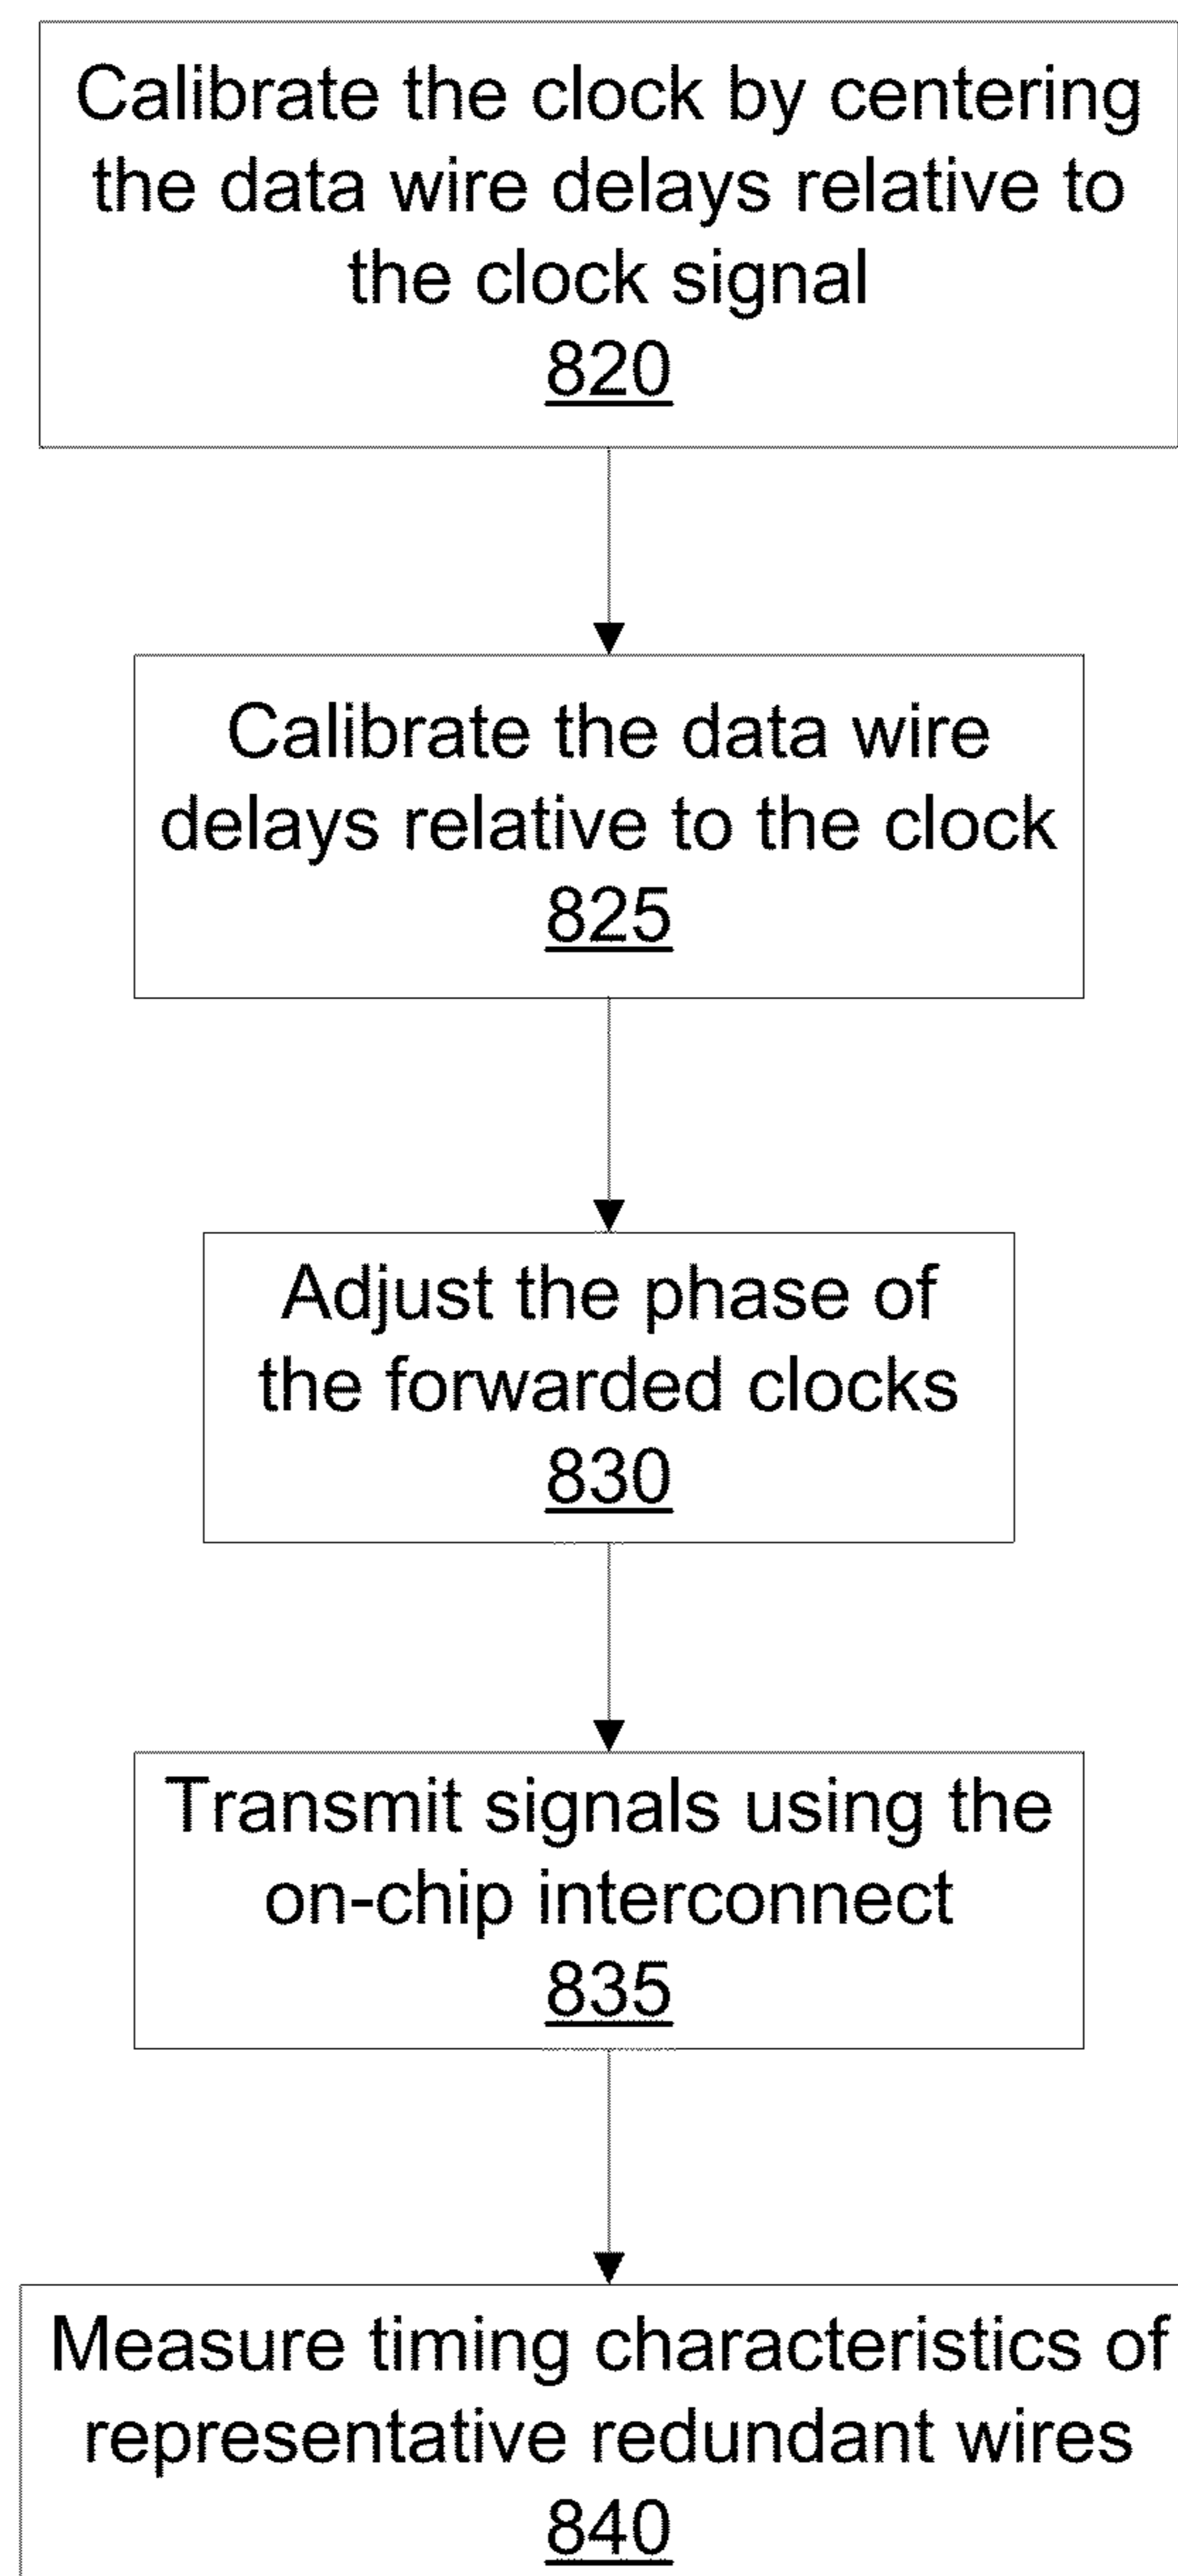 Calibrate the clock by centering
the data wire delays relative to
the clock signal
820
Calibrate the data wire
delays relative to the clock
825
Adjust the phase of
the forwarded clocks
830
Transmit signals using the
on-chip interconnect
835
Measure timing characteristics of
representative redundant wires
840